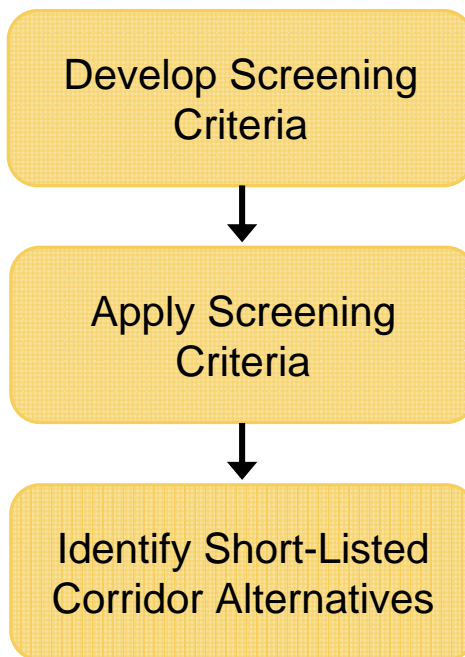 Develop Screening
Criteria
Apply Screening
Criteria
Identify Short-Listed
Corridor Alternatives